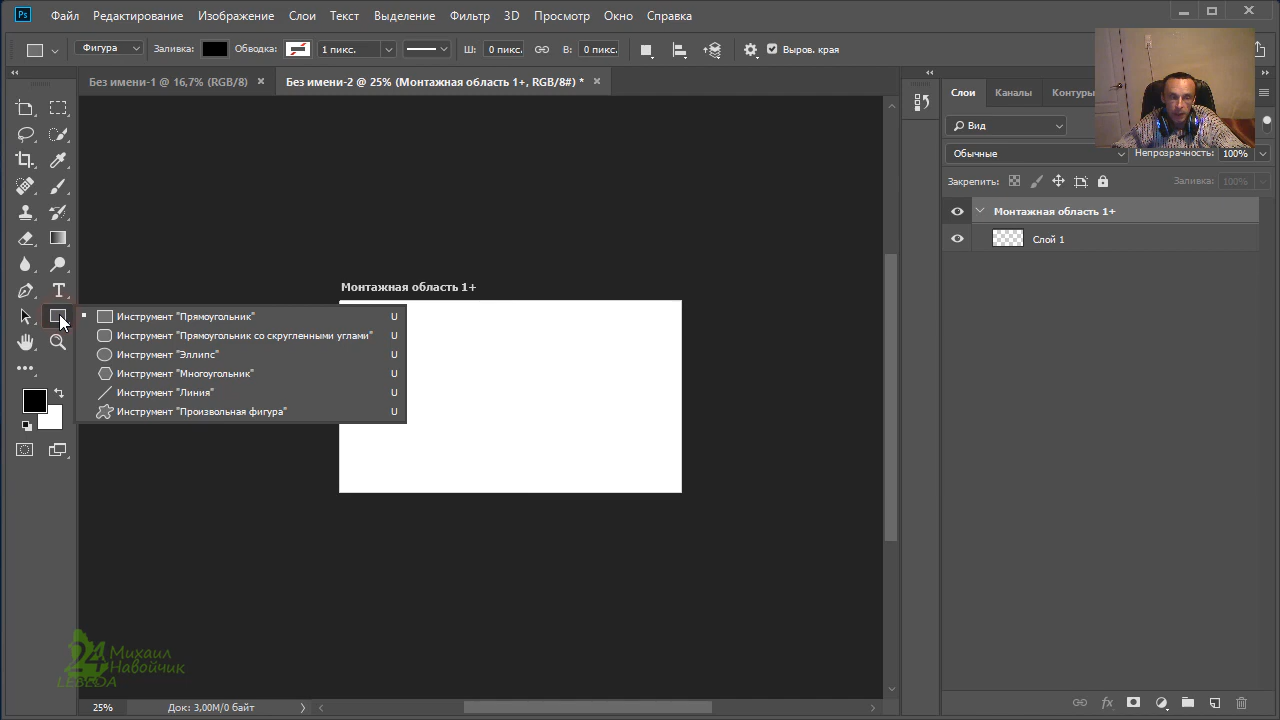 Ps Файл Редактирование Изображение Слои Текст Выделение Фильтр 3D Просмотр Окно Справка
Фигура Заливка: Обводка: 1 пикс. Ш: 0 пикс. В: 0 пикс. Выров. края
Без имени-1 @ 16,7% (RGB/8) Без имени-2 @ 25% (Монтажная область 1+, RGB/8#) *
Слои Каналы Контуры
Вид
Обычные Непрозрачность: 100%
Закрепить: Заливка: 100%
Монтажная область 1+
Слой 1
Монтажная область 1+
Инструмент "Прямоугольник" U
Инструмент "Прямоугольник со скругленными углами" U
Инструмент "Эллипс" U
Инструмент "Многоугольник" U
Инструмент "Линия" U
Инструмент "Произвольная фигура" U
24 Михаил
Навойчик
LEBEDA
25% Док: 3,00M/0 байт